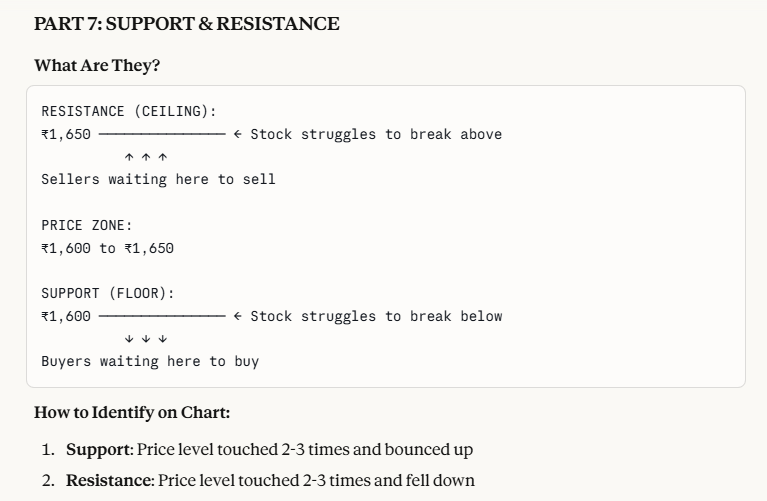 PART 7: SUPPORT & RESISTANCE
What Are They?
RESISTANCE (CEILING):
₹1,650 ─────────────── ← Stock struggles to break above
↑ ↑ ↑
Sellers waiting here to sell
PRICE ZONE:
₹1,600 to ₹1,650
SUPPORT (FLOOR):
₹1,600 ─────────────── ← Stock struggles to break below
↓ ↓ ↓
Buyers waiting here to buy
How to Identify on Chart:
1. Support: Price level touched 2-3 times and bounced up
2. Resistance: Price level touched 2-3 times and fell down